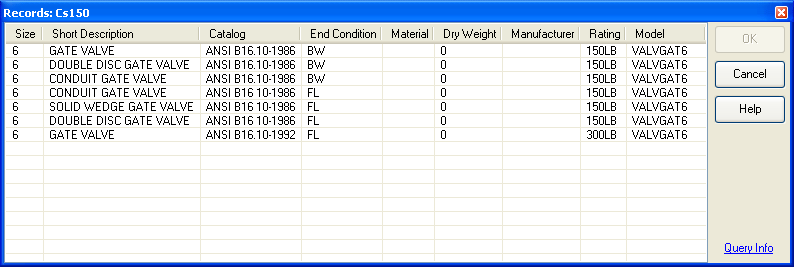 Records: Cs150
Size Short Description Catalog End Condition Material Dry Weight Manufacturer Rating Model
6 GATE VALVE ANSI B16.10-1986 BW 0 150LB VALVGAT6
6 DOUBLE DISC GATE VALVE ANSI B16.10-1986 BW 0 150LB VALVGAT6
6 CONDUIT GATE VALVE ANSI B16.10-1986 BW 0 150LB VALVGAT6
6 CONDUIT GATE VALVE ANSI B16.10-1986 FL 0 150LB VALVGAT6
6 SOLID WEDGE GATE VALVE ANSI B16.10-1986 FL 0 150LB VALVGAT6
6 DOUBLE DISC GATE VALVE ANSI B16.10-1986 FL 0 150LB VALVGAT6
6 GATE VALVE ANSI B16.10-1992 FL 0 300LB VALVGAT6
OK
Cancel
Help
Query Info